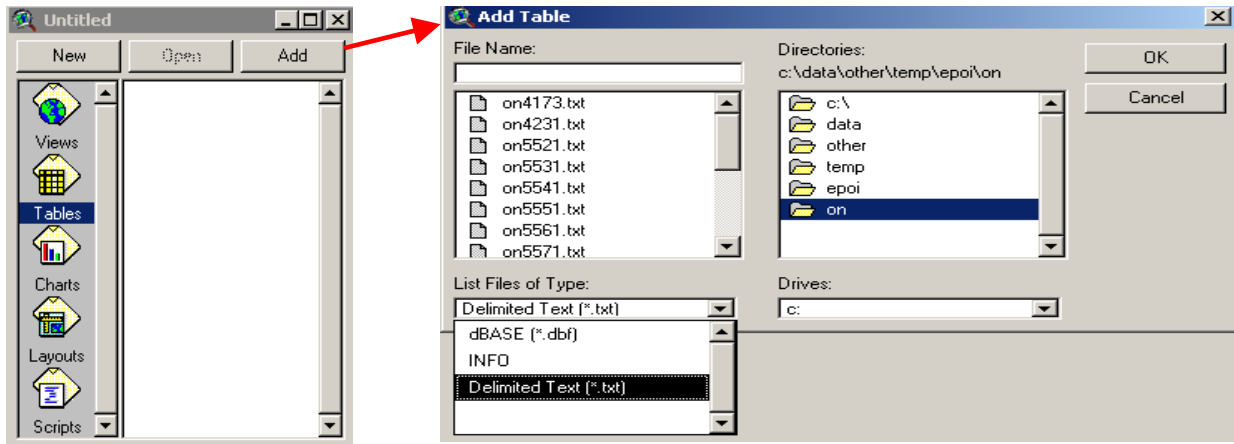 Untitled
New Open Add
Views
Tables
Charts
Layouts
Scripts
Add Table
File Name:
on4173.txt
on4231.txt
on5521.txt
on5531.txt
on5541.txt
on5551.txt
on5561.txt
on5571.txt
List Files of Type:
Delimited Text (*.txt)
dBASE (*.dbf)
INFO
Delimited Text (*.txt)
Directories:
c:\data\other\temp\epoi\on
c:\
data
other
temp
epoi
on
Drives:
c:
OK
Cancel